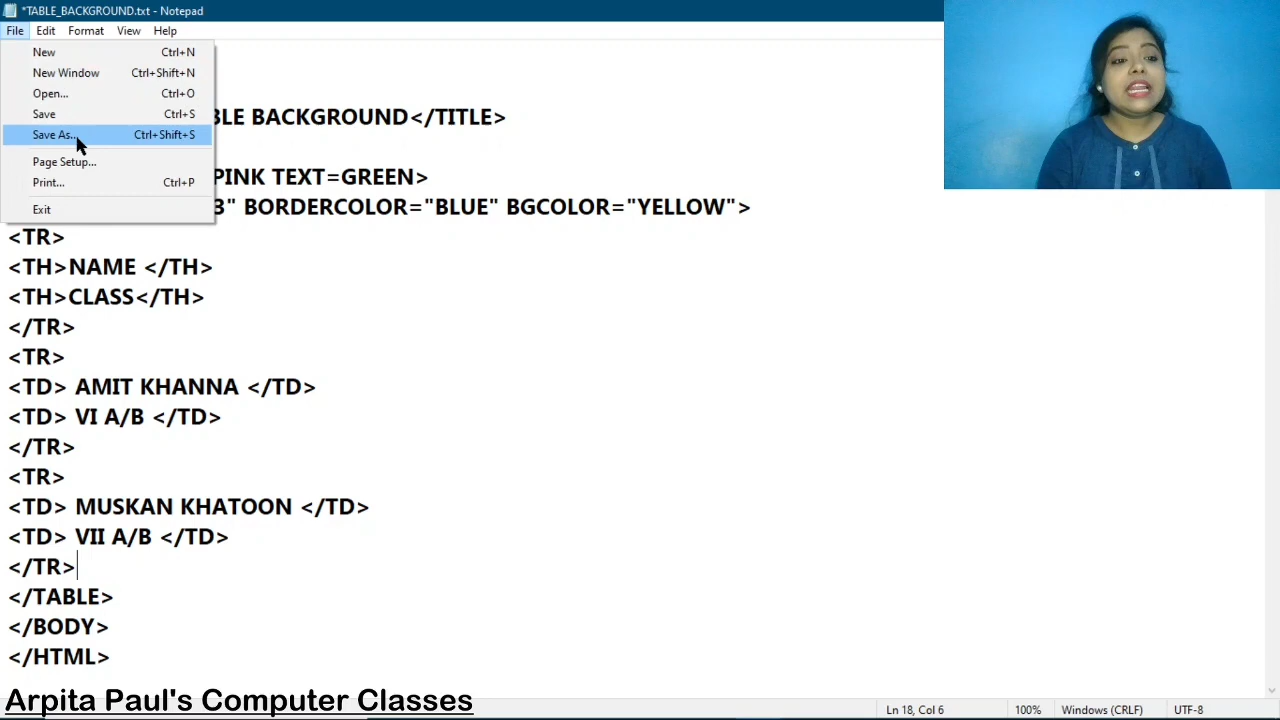 *TABLE_BACKGROUND.txt - Notepad
File Edit Format View Help
New Ctrl+N
New Window Ctrl+Shift+N
Open... Ctrl+O
Save Ctrl+S
Save As... Ctrl+Shift+S
Page Setup...
Print... Ctrl+P
Exit
BLE BACKGROUND</TITLE>
PINK TEXT=GREEN>
3" BORDERCOLOR="BLUE" BGCOLOR="YELLOW">
<TR>
<TH>NAME </TH>
<TH>CLASS</TH>
</TR>
<TR>
<TD> AMIT KHANNA </TD>
<TD> VI A/B </TD>
</TR>
<TR>
<TD> MUSKAN KHATOON </TD>
<TD> VII A/B </TD>
</TR>
</TABLE>
</BODY>
</HTML>
Arpita Paul's Computer Classes
Ln 18, Col 6 100% Windows (CRLF) UTF-8